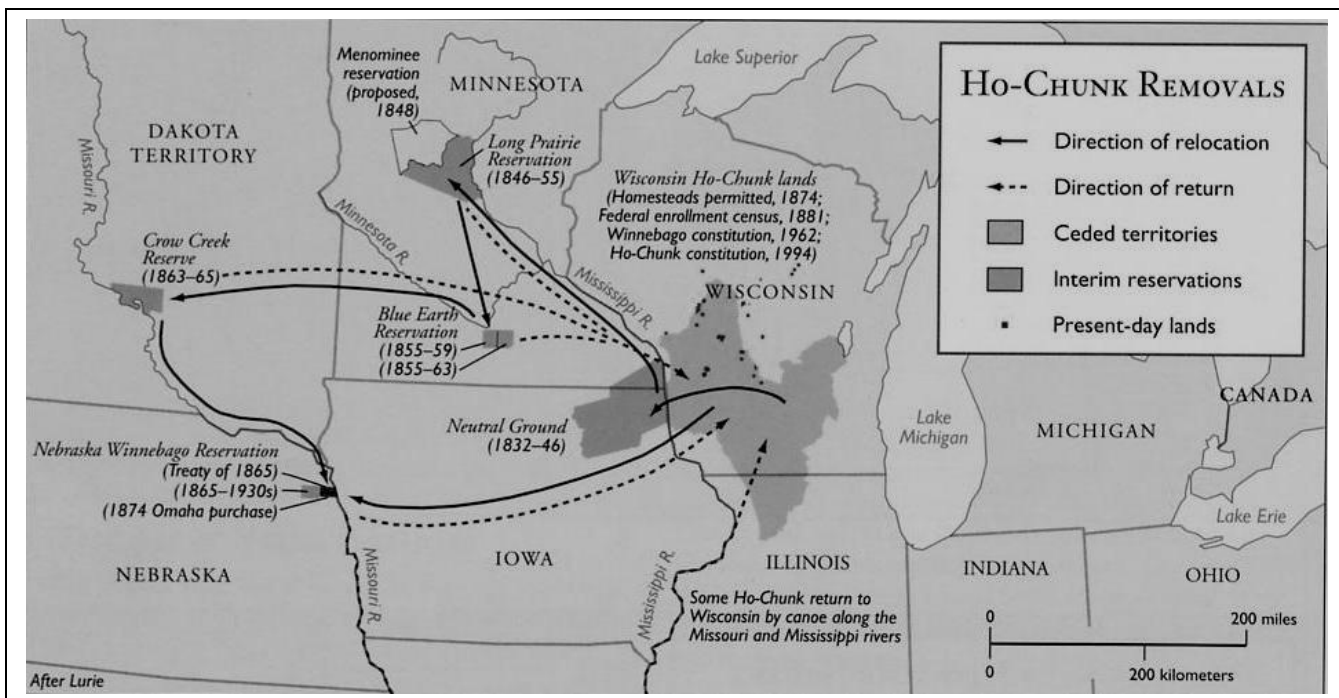 Menominee
reservation
(proposed,
1848)
MINNESOTA
Lake Superior
HO-CHUNK REMOVALS
Direction of relocation
Direction of return
Ceded territories
Interim reservations
Present-day lands
DAKOTA
TERRITORY
Missouri R.
Long Prairie
Reservation
(1846–55)
Wisconsin Ho-Chunk lands
(Homesteads permitted, 1874;
Federal enrollment census, 1881;
Winnebago constitution, 1962;
Ho-Chunk constitution, 1994)
Minnesota R.
Crow Creek
Reserve
(1863–65)
Mississippi R.
WISCONSIN
Blue Earth
Reservation
(1855–59)
(1855–63)
Neutral Ground
(1832–46)
Lake
Michigan
MICHIGAN
CANADA
Nebraska Winnebago Reservation
(Treaty of 1865)
(1865–1930s)
(1874 Omaha purchase)
Lake Erie
NEBRASKA
Missouri R.
IOWA
Mississippi R.
ILLINOIS
INDIANA
OHIO
Some Ho-Chunk return to
Wisconsin by canoe along the
Missouri and Mississippi rivers
0
200 miles
0
200 kilometers
After Lurie